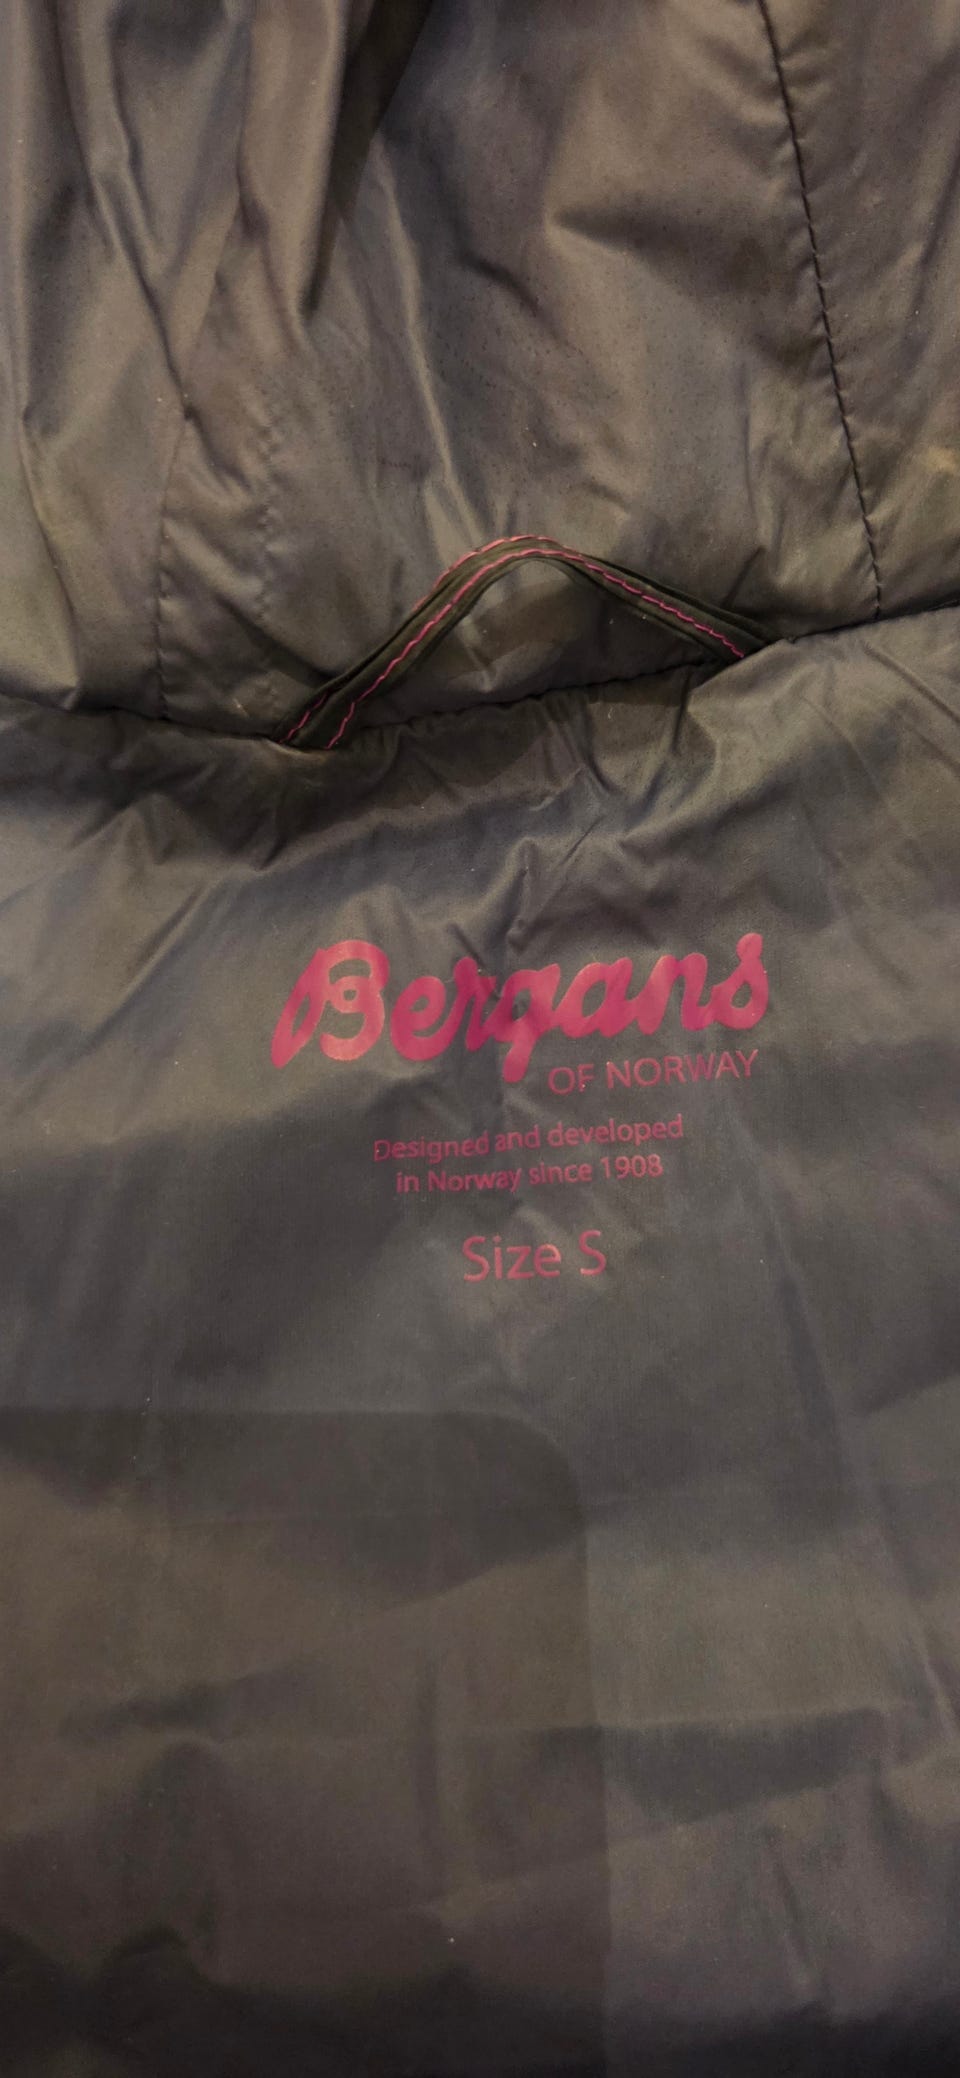 Bergans
OF NORWAY
Designed and developed
in Norway since 1908
Size S